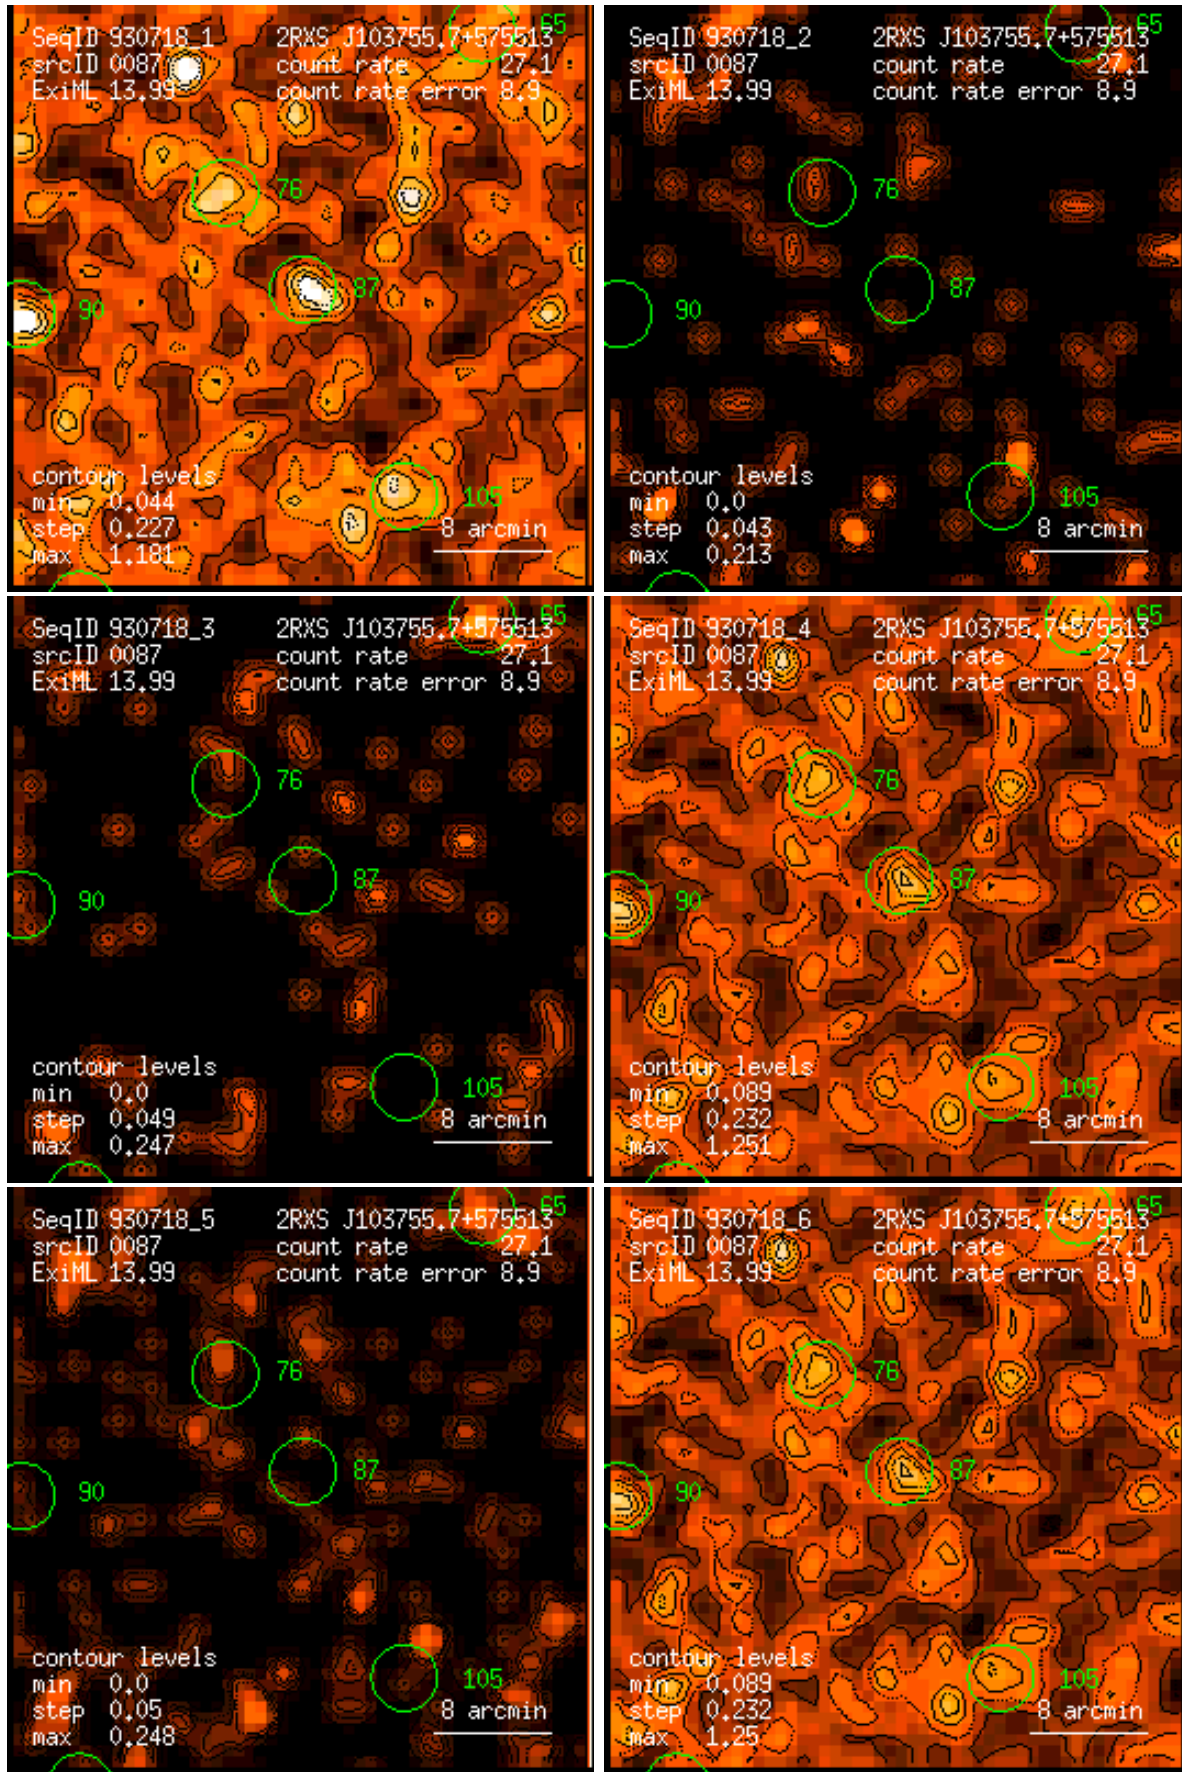 SeqID 930718_1 2RXS J103755.7+575513
srcID 0087 count rate 27.1
ExiML 13.99 count rate error 8.9
65
76
87
90
contour levels
min 0.044
105
step 0.227
8 arcmin
max 1.181
SeqID 930718_2 2RXS J103755.7+575513
srcID 0087 count rate 27.1
ExiML 13.99 count rate error 8.9
65
76
87
90
contour levels
min 0.0
105
step 0.043
8 arcmin
max 0.213
SeqID 930718_3 2RXS J103755.7+575513
srcID 0087 count rate 27.1
ExiML 13.99 count rate error 8.9
65
76
87
90
contour levels
min 0.0
105
step 0.049
8 arcmin
max 0.247
SeqID 930718_4 2RXS J103755.7+575513
srcID 0087 count rate 27.1
ExiML 13.99 count rate error 8.9
65
76
87
90
contour levels
min 0.089
105
step 0.232
8 arcmin
max 1.251
SeqID 930718_5 2RXS J103755.7+575513
srcID 0087 count rate 27.1
ExiML 13.99 count rate error 8.9
65
76
87
90
contour levels
min 0.0
105
step 0.05
8 arcmin
max 0.248
SeqID 930718_6 2RXS J103755.7+575513
srcID 0087 count rate 27.1
ExiML 13.99 count rate error 8.9
65
76
87
90
contour levels
min 0.089
105
step 0.232
8 arcmin
max 1.25